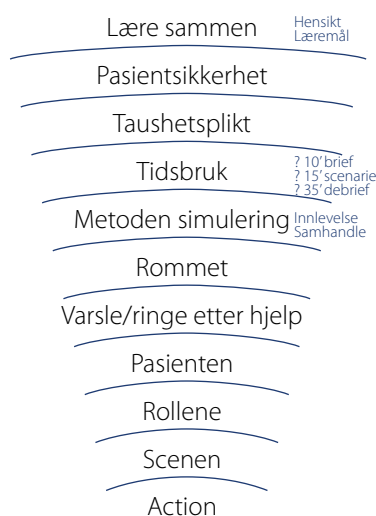 Lære sammen
Hensikt
Læremål
Pasientsikkerhet
Taushetsplikt
Tidsbruk
? 10' brief
? 15' scenarie
? 35' debrief
Metoden simulering
Innlevelse
Samhandle
Rommet
Varsle/ringe etter hjelp
Pasienten
Rollene
Scenen
Action